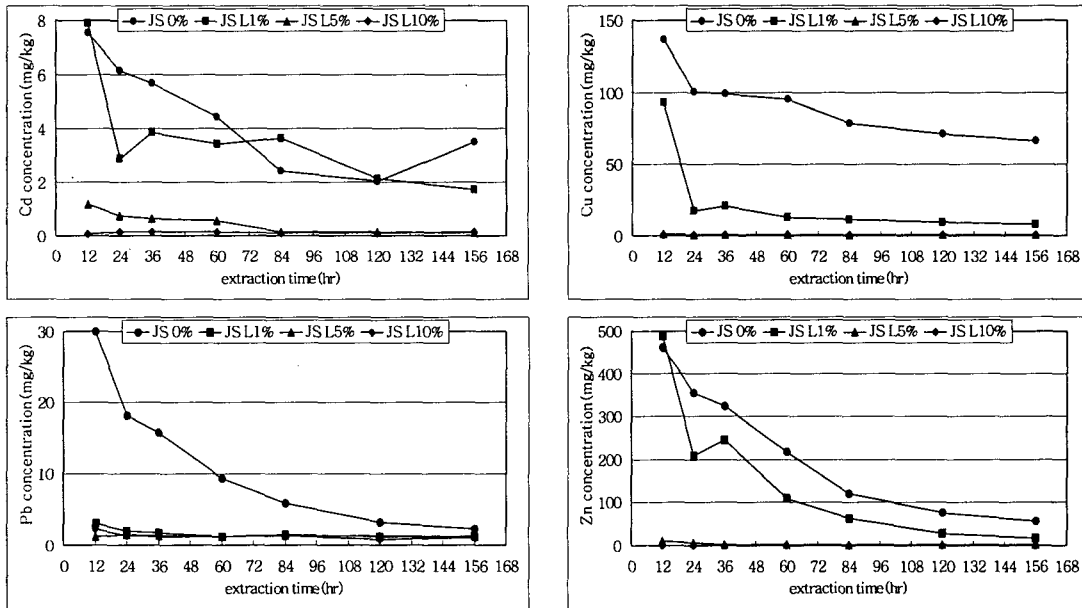 JS 0% JS L1% JS L5% JS L10%
Cd concentration (mg/kg)
8
6
4
2
0
0 12 24 36 48 60 72 84 96 108 120 132 144 156 168
extraction time(hr)
JS 0% JS L1% JS L5% JS L10%
Cu concentration (mg/kg)
150
100
50
0
0 12 24 36 48 60 72 84 96 108 120 132 144 156 168
extraction time(hr)
JS 0% JS L1% JS L5% JS L10%
Pb concentration (mg/kg)
30
20
10
0
0 12 24 36 48 60 72 84 96 108 120 132 144 156 168
extraction time(hr)
JS 0% JS L1% JS L5% JS L10%
Zn concentration (mg/kg)
500
400
300
200
100
0
0 12 24 36 48 60 72 84 96 108 120 132 144 156 168
extraction time(hr)